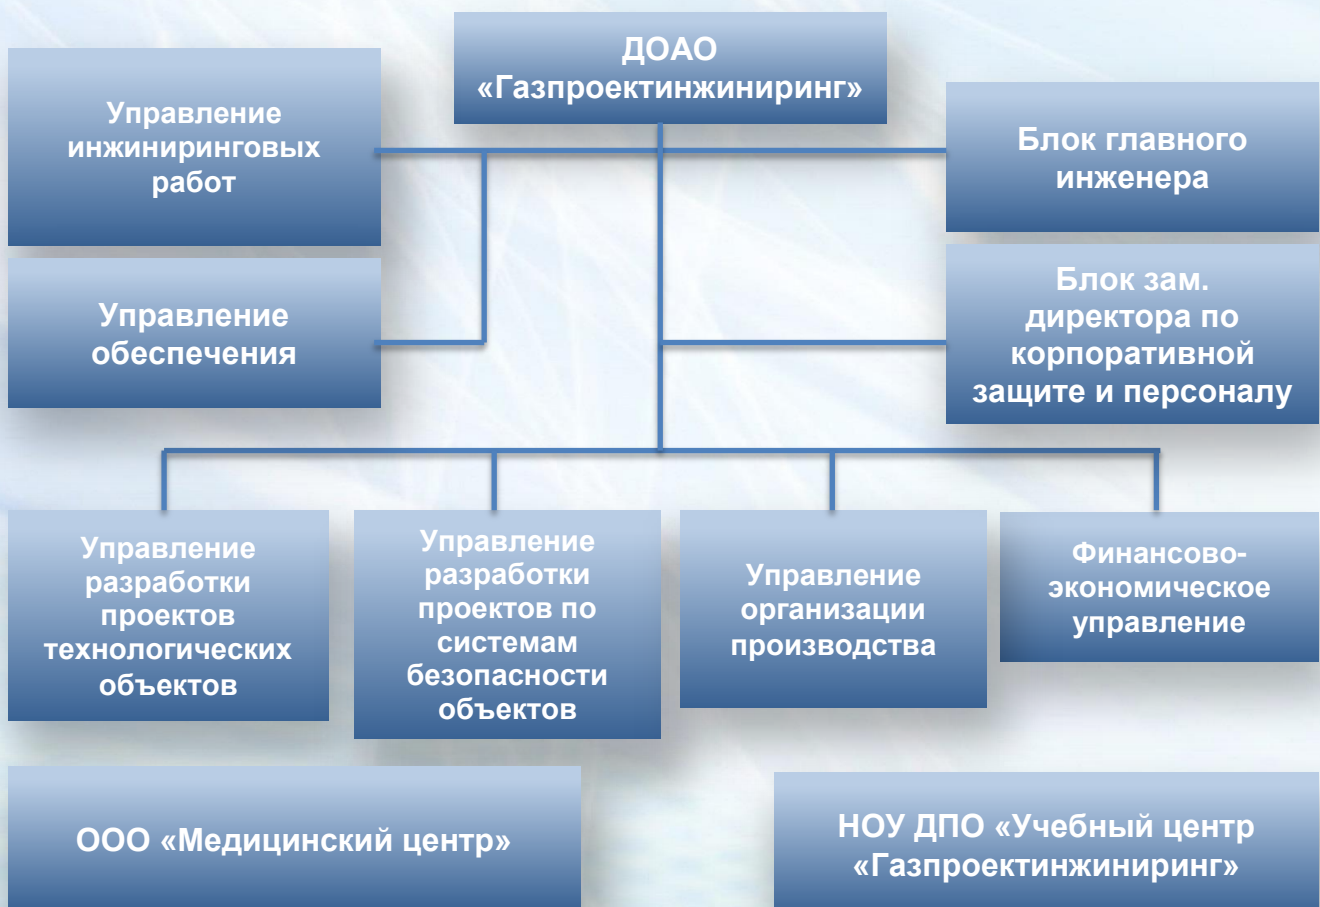 ДОАО
«Газпроектинжиниринг»
Управление
инжиниринговых
работ
Блок главного
инженера
Управление
обеспечения
Блок зам.
директора по
корпоративной
защите и персоналу
Управление
разработки
проектов
технологических
объектов
Управление
разработки
проектов по
системам
безопасности
объектов
Управление
организации
производства
Финансово-
экономическое
управление
ООО «Медицинский центр»
НОУ ДПО «Учебный центр
«Газпроектинжиниринг»